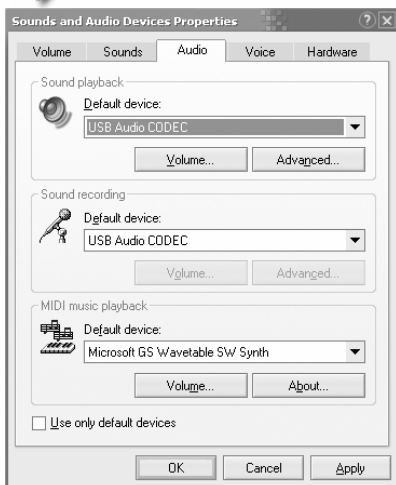 Sounds and Audio Devices Properties
Volume Sounds Audio Voice Hardware
Sound playback
Default device:
USB Audio CODEC
Volume... Advanced...
Sound recording
Default device:
USB Audio CODEC
Volume... Advanced...
MIDI music playback
Default device:
Microsoft GS Wavetable SW Synth
Volume... About...
Use only default devices
OK Cancel Apply